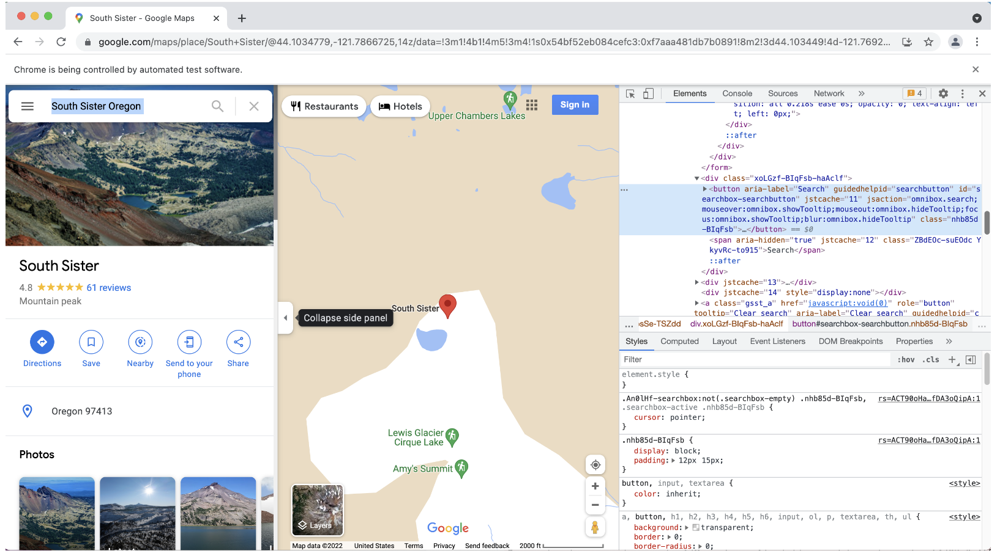 South Sister - Google Maps
google.com/maps/place/South+Sister/@44.1034779,-121.7866725,14z/data=!3m1!4b1!4m5!3m4!1s0x54bf52eb084cefc3:0xf7aaa481db7b0891!8m2!3d44.103449!4d-121.7692...
Chrome is being controlled by automated test software.
South Sister Oregon
Restaurants
Hotels
Upper Chambers Lakes
Sign in
South Sister
4.8 61 reviews
Mountain peak
Directions
Save
Nearby
Send to your
phone
Share
Oregon 97413
Photos
Collapse side panel
South Sister
Lewis Glacier
Cirque Lake
Amy's Summit
Layers
Google
Map data ©2022 United States Terms Privacy Send feedback 2000 ft
Elements Console Sources Network » 4
sition: all 0.218s ease 0s; opacity: 0; text-align: lef
t; left: 0px;">
</div>
::after
</div>
</div>
</form>
<div class="xoLGzf-BIqFsb-haAclf">
<button aria-label="Search" guidedhelpid="searchbutton" id="s
earchbox-searchbutton" jstcache="11" jsaction="omnibox.search;
mouseover:omnibox.showTooltip;mouseout:omnibox.hideTooltip;foc
us:omnibox.showTooltip;blur:omnibox.hideTooltip" class="nhb85d
-BIqFsb">…</button> == $0
<span aria-hidden="true" jstcache="12" class="ZBdEOc-suEOdc Y
kyvRc-to915">Search</span>
::after
</div>
<div jstcache="13">…</div>
<div jstcache="14" style="display:none"></div>
<a class="gsst_a" href="javascript:void(0)" role="button"
tooltip="Clear search" aria-label="Clear search" guidedhelpid="c
... sSe-TSZdd div.xoLGzf-BIqFsb-haAclf button#searchbox-searchbutton.nhb85d-BIqFsb ...
Styles Computed Layout Event Listeners DOM Breakpoints Properties »
Filter :hov .cls +
element.style {
}
.An0lHf-searchbox:not(.searchbox-empty) .nhb85d-BIqFsb, rs=ACT90oHa…fDA3oQipA:1
.searchbox-active .nhb85d-BIqFsb {
cursor: pointer;
}
.nhb85d-BIqFsb { rs=ACT90oHa…fDA3oQipA:1
display: block;
padding: 12px 15px;
}
button, input, textarea { <style>
color: inherit;
}
a, button, h1, h2, h3, h4, h5, h6, input, ol, p, textarea, th, ul { <style>
background: transparent;
border: 0;
border-radius: 0;